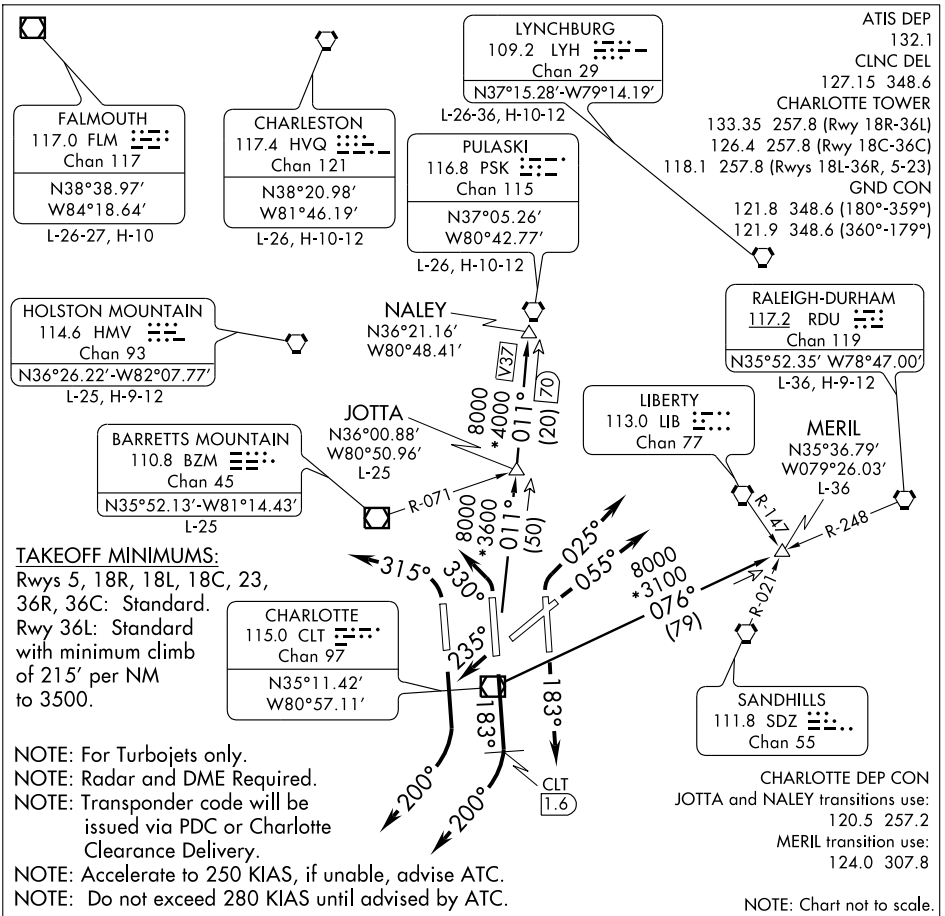 ATIS DEP
132.1
CLNC DEL
127.15 348.6
CHARLOTTE TOWER
133.35 257.8 (Rwy 18R-36L)
126.4 257.8 (Rwy 18C-36C)
118.1 257.8 (Rwys 18L-36R, 5-23)
GND CON
121.8 348.6 (180°-359°)
121.9 348.6 (360°-179°)
FALMOUTH
117.0 FLM
Chan 117
N38°38.97'
W84°18.64'
L-26-27, H-10
CHARLESTON
117.4 HVQ
Chan 121
N38°20.98'
W81°46.19'
L-26, H-10-12
LYNCHBURG
109.2 LYH
Chan 29
N37°15.28'-W79°14.19'
L-26-36, H-10-12
PULASKI
116.8 PSK
Chan 115
N37°05.26'
W80°42.77'
L-26, H-10-12
HOLSTON MOUNTAIN
114.6 HMV
Chan 93
N36°26.22'-W82°07.77'
L-25, H-9-12
NALEY
N36°21.16'
W80°48.41'
RALEIGH-DURHAM
117.2 RDU
Chan 119
N35°52.35' W78°47.00'
L-36, H-9-12
V37
70
8000
*4000
011°
(20)
JOTTA
N36°00.88'
W80°50.96'
L-25
LIBERTY
113.0 LIB
Chan 77
MERIL
N35°36.79'
W079°26.03'
L-36
BARRETTS MOUNTAIN
110.8 BZM
Chan 45
N35°52.13'-W81°14.43'
L-25
R-071
8000
*3600
011°
(50)
R-147
R-248
R-021
TAKEOFF MINIMUMS:
Rwys 5, 18R, 18L, 18C, 23,
36R, 36C: Standard.
Rwy 36L: Standard
with minimum climb
of 215' per NM
to 3500.
315°
330°
025°
055°
8000
*3100
076°
(79)
235°
CHARLOTTE
115.0 CLT
Chan 97
N35°11.42'
W80°57.11'
183°
183°
200°
200°
CLT
1.6
SANDHILLS
111.8 SDZ
Chan 55
NOTE: For Turbojets only.
NOTE: Radar and DME Required.
NOTE: Transponder code will be
issued via PDC or Charlotte
Clearance Delivery.
NOTE: Accelerate to 250 KIAS, if unable, advise ATC.
NOTE: Do not exceed 280 KIAS until advised by ATC.
CHARLOTTE DEP CON
JOTTA and NALEY transitions use:
120.5 257.2
MERIL transition use:
124.0 307.8
NOTE: Chart not to scale.